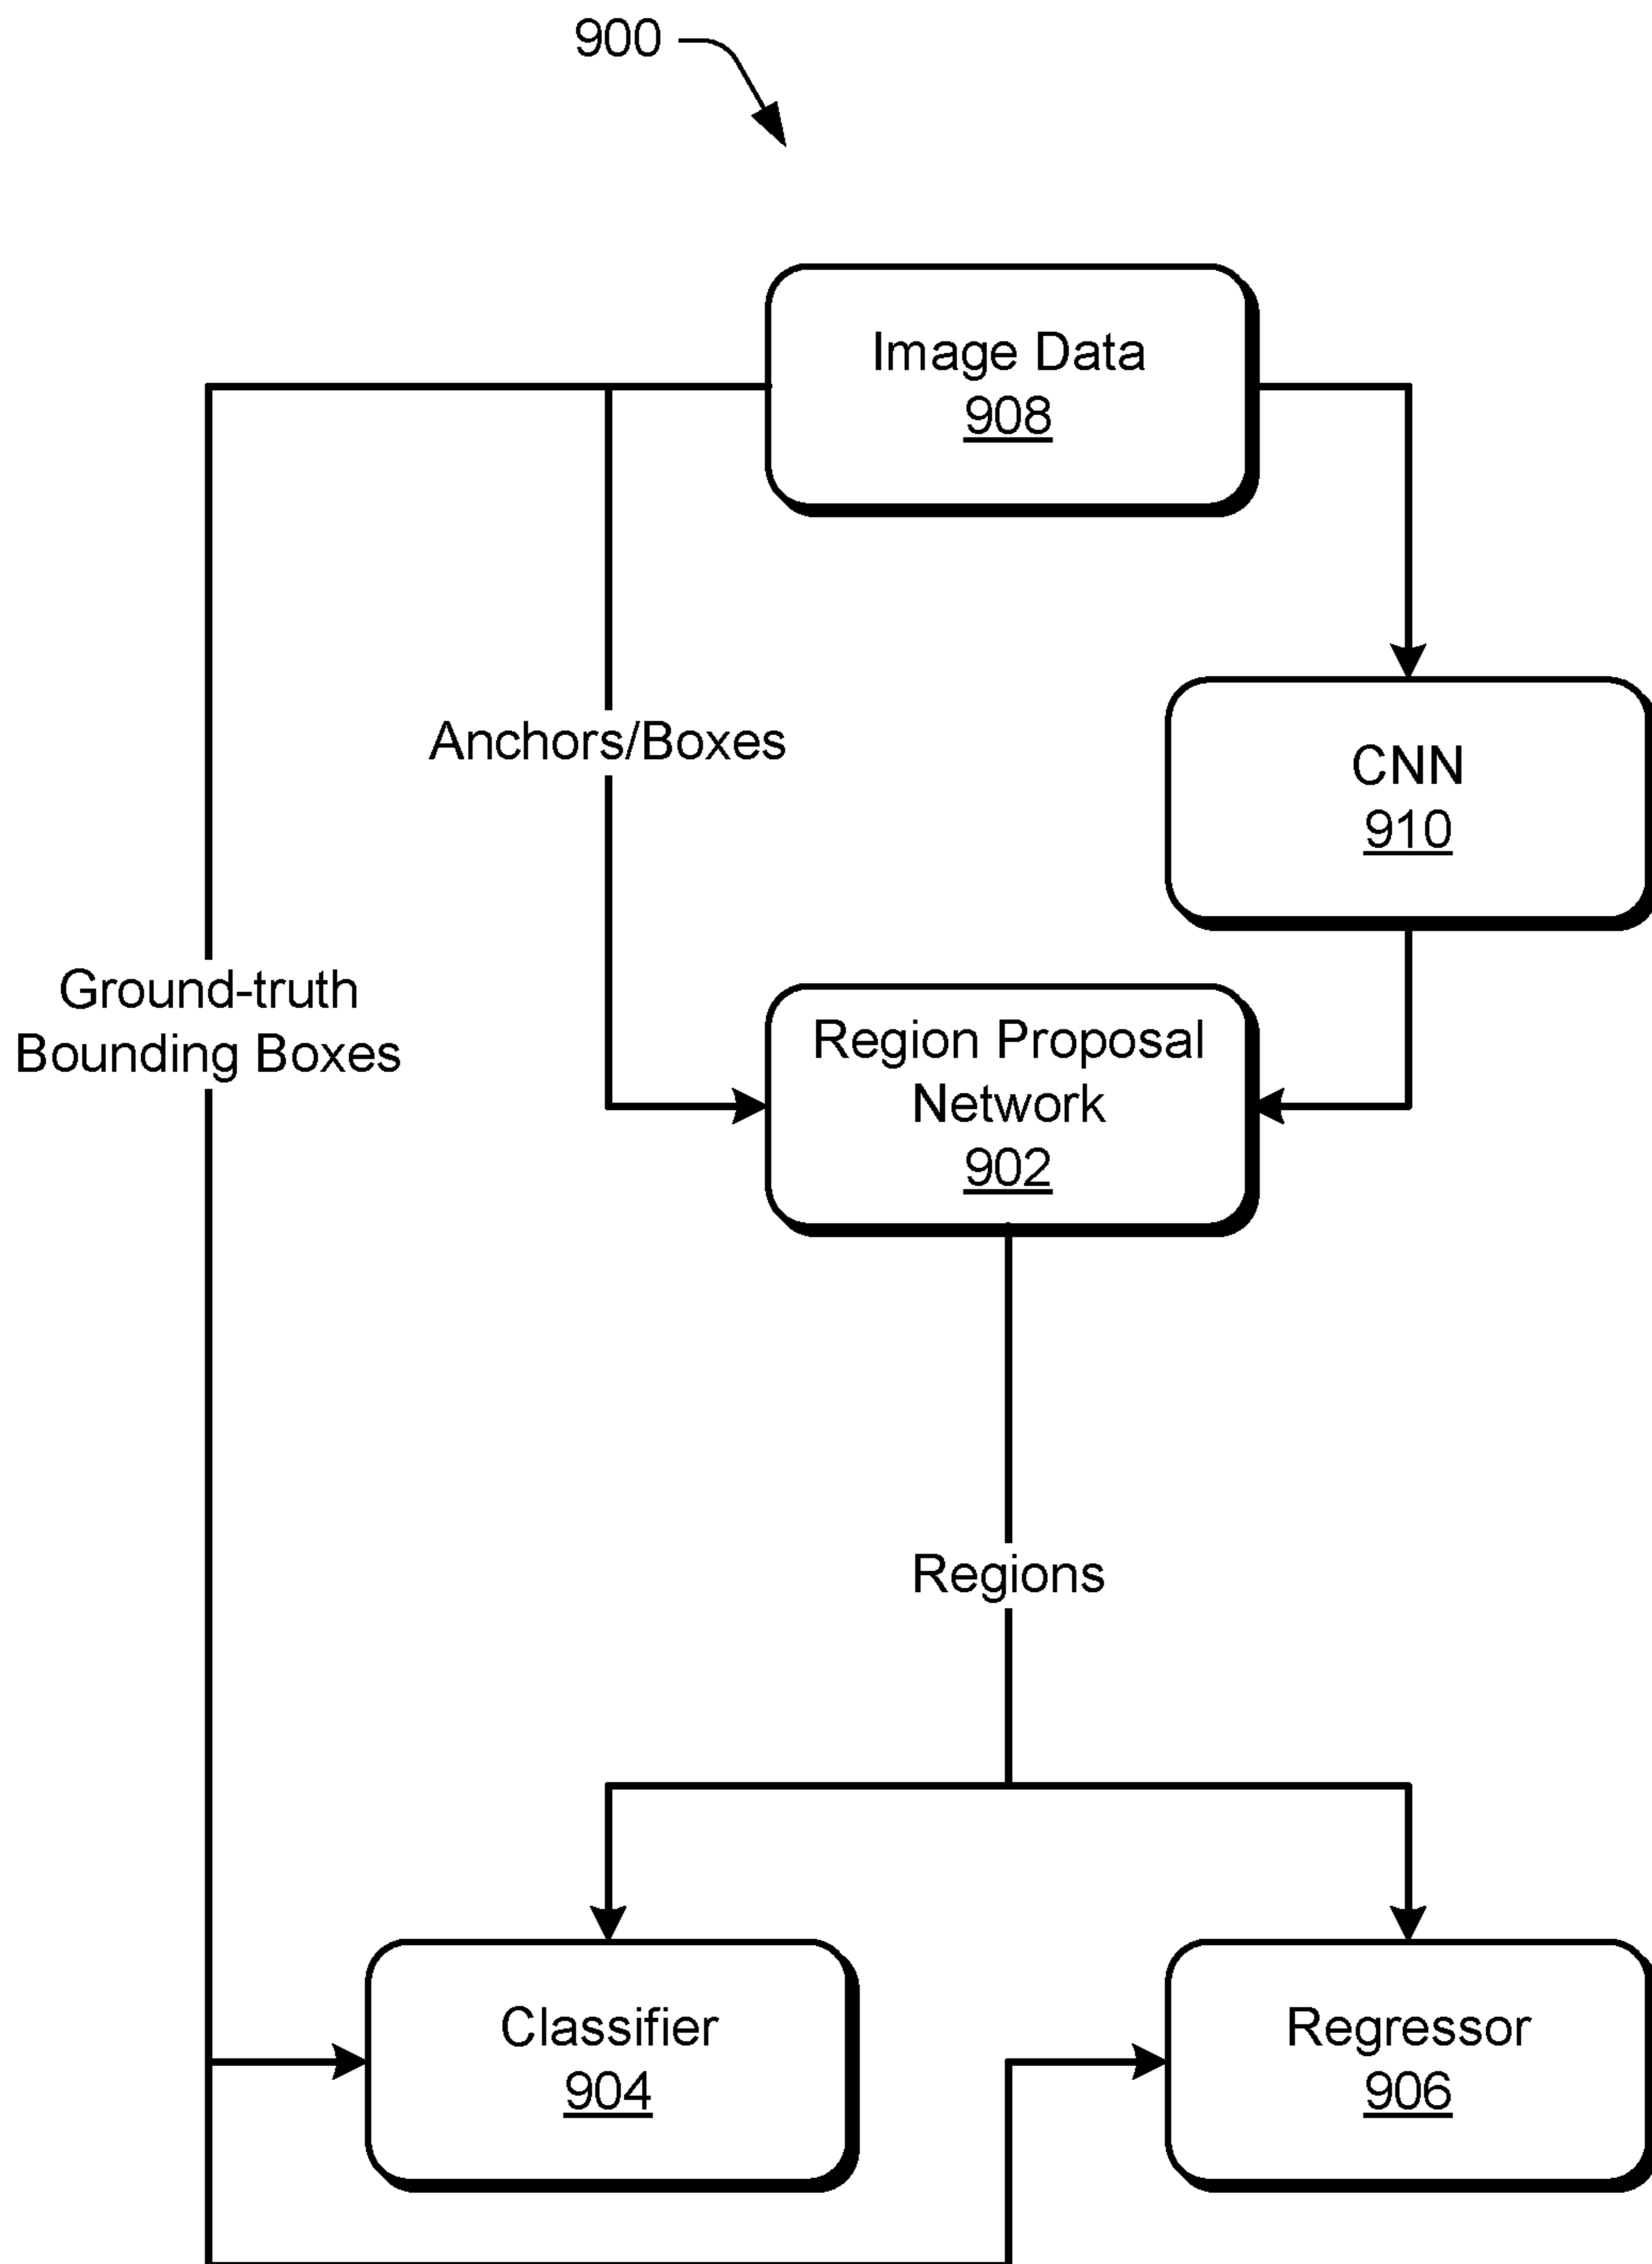 900
Image Data
908
Anchors/Boxes
CNN
910
Ground-truth
Bounding Boxes
Region Proposal
Network
902
Regions
Classifier
904
Regressor
906